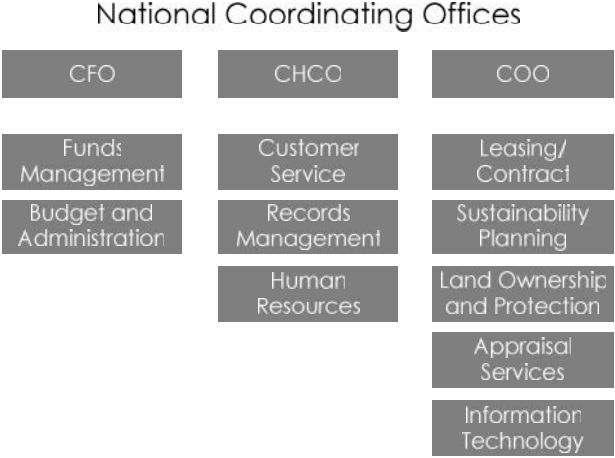 National Coordinating Offices
CFO
CHCO
COO
Funds
Management
Customer
Service
Leasing/
Contract
Budget and
Administration
Records
Management
Sustainability
Planning
Human
Resources
Land Ownership
and Protection
Appraisal
Services
Information
Technology